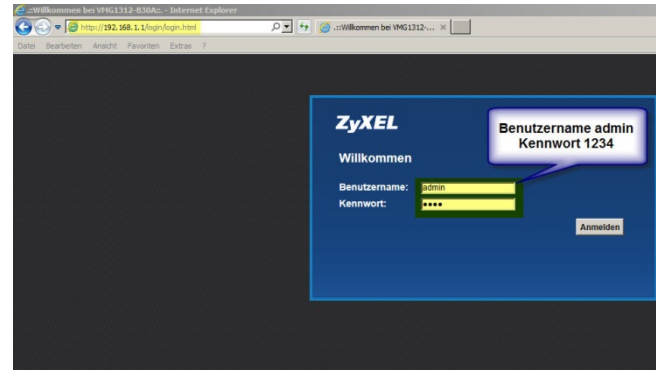 .::Willkommen bei VMG1312-B30A::. - Internet Explorer
http://192.168.1.1/login/login.html
.::Willkommen bei VMG1312-...
Datei Bearbeiten Ansicht Favoriten Extras ?
ZyXEL
Benutzername admin
Kennwort 1234
Willkommen
Benutzername: admin
Kennwort: ••••
Anmelden